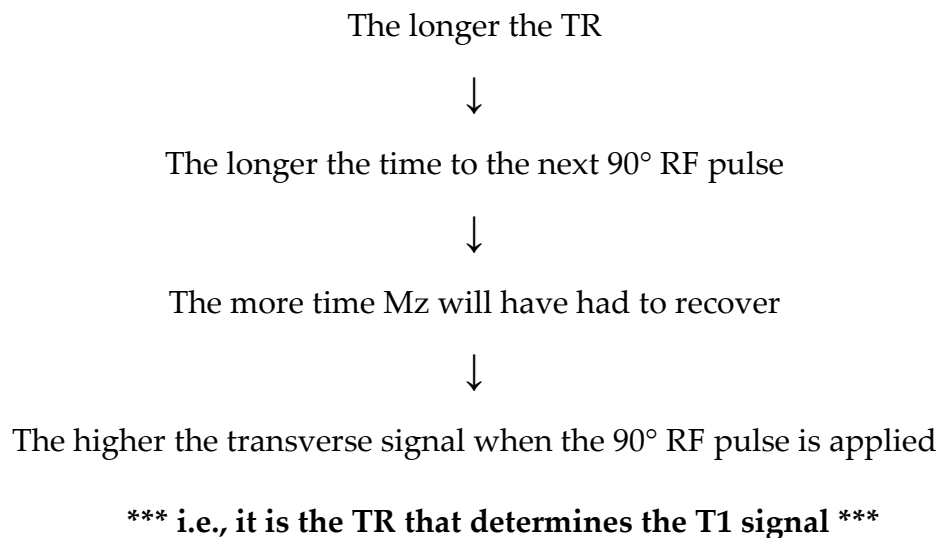 The longer the TR
↓
The longer the time to the next 90° RF pulse
↓
The more time Mz will have had to recover
↓
The higher the transverse signal when the 90° RF pulse is applied
*** i.e., it is the TR that determines the T1 signal ***